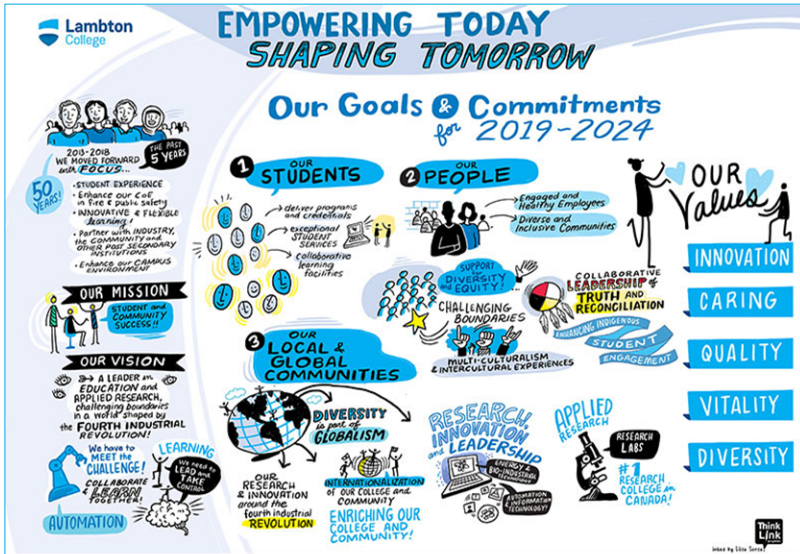 Lambton
College
EMPOWERING TODAY
SHAPING TOMORROW
Our Goals & Commitments
for 2019-2024
2013-2018
WE MOVED FORWARD
with FOCUS...
THE PAST
5 YEARS
50
YEARS!
· STUDENT EXPERIENCE
· Enhance our CoE
in Fire & public safety
· INNOVATIVE & FLEXIBLE
learning!
· Partner with INDUSTRY,
the COMMUNITY and
OTHER POST SECONDARY
INSTITUTIONS
· Enhance our CAMPUS
ENVIRONMENT
OUR MISSION
STUDENT and
COMMUNITY
SUCCESS!!
OUR VISION
A LEADER in
EDUCATION and
APPLIED RESEARCH,
challenging boundaries
in a world shaped by
the FOURTH INDUSTRIAL
REVOLUTION!
We have to
MEET the
CHALLENGE!
COLLABORATE
& LEARN
TOGETHER!
AUTOMATION
LEARNING
We need to
LEAD and
TAKE
CONTROL
1 OUR
STUDENTS
deliver programs
and credentials
exceptional
STUDENT
SERVICES
collaborative
learning
facilities
2 OUR
PEOPLE
Engaged and
Healthy Employees
Diverse and
Inclusive Communities
SUPPORT
DIVERSITY
and EQUITY!
CHALLENGING
BOUNDARIES
MULTI-CULTURALISM
& INTERCULTURAL EXPERIENCES
COLLABORATIVE
LEADERSHIP of
TRUTH AND
RECONCILIATION
ENHANCING INDIGENOUS
STUDENT
ENGAGEMENT
3 OUR
LOCAL &
GLOBAL
COMMUNITIES
DIVERSITY
is part of
GLOBALISM
OUR
RESEARCH
& INNOVATION
around the
fourth industrial
REVOLUTION
INTERNATIONALIZATION
OF OUR COLLEGE and
COMMUNITY
ENRICHING OUR
COLLEGE AND
COMMUNITY!
RESEARCH,
INNOVATION
and LEADERSHIP
ENERGY &
BIO-INDUSTRIAL
TECHNOLOGY
AUTOMATION
& INFORMATION
TECHNOLOGY!
APPLIED
RESEARCH
RESEARCH
LABS
#1
RESEARCH
COLLEGE in
CANADA!
OUR
Values
INNOVATION
CARING
QUALITY
VITALITY
DIVERSITY
Think
Link